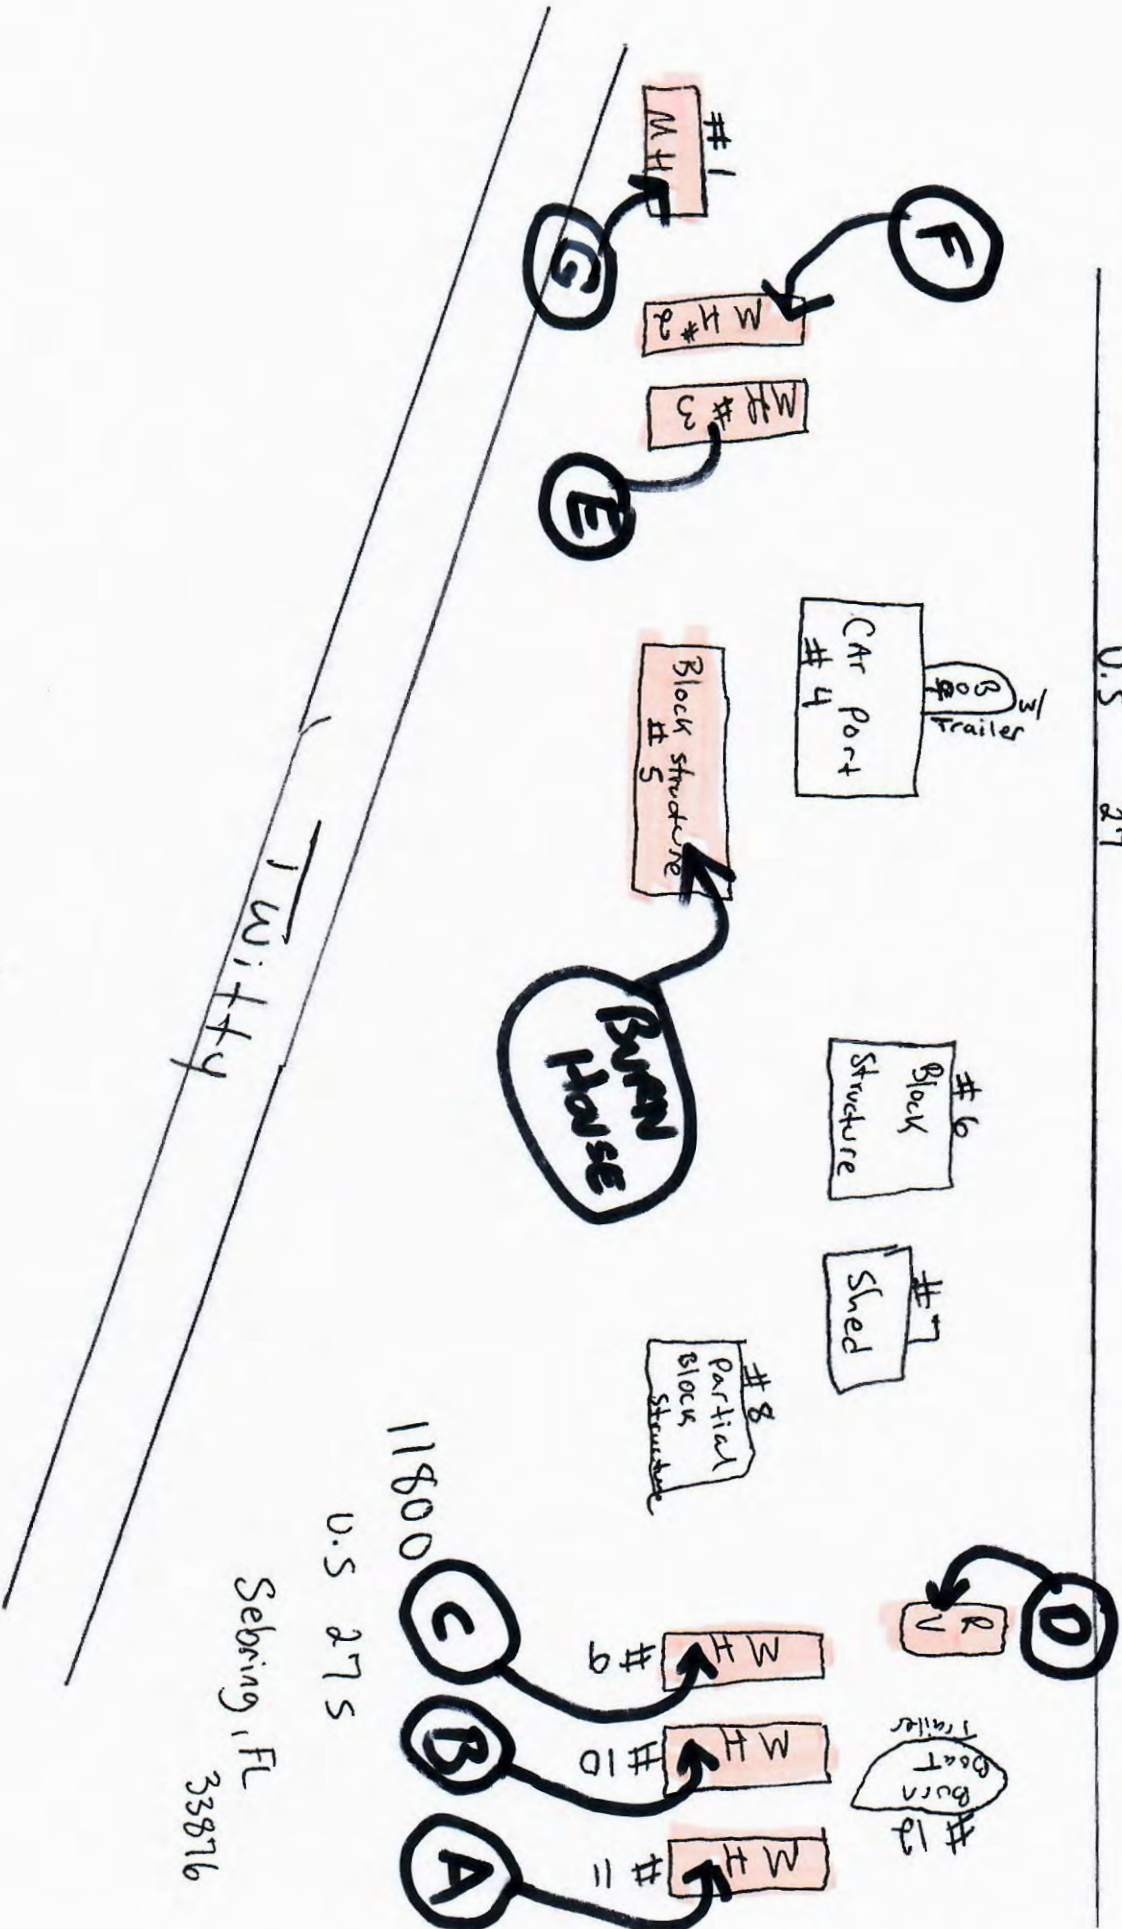 U.S 27
W/
Boat
Trailer
CAr Port
# 4
#1
MH
G
F
MH #2
MH #3
E
Block structure
# 5
BURN
HOUSE
#6
Block
Structure
#7
Shed
#8
Partial
Block
Structure
D
RV
C
MH
#9
B
MH
#10
A
MH
#11
#12
Burn
Boat
Trailer
Twitty
11800
U.S 27 S
Sebring, FL
33876